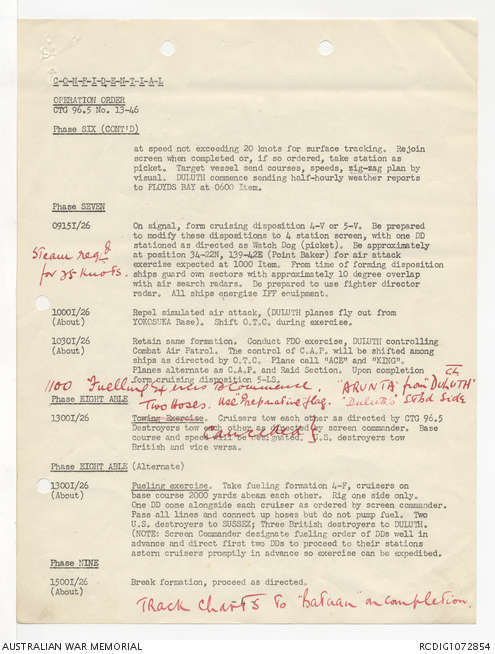 C-O-N-F-I-D-E-N-T-I-A-L
OPERATION ORDER
CTG 96.5 No. 13-46
Phase SIX (CONT'D)
at speed not exceeding 20 knots for surface tracking. Rejoin
screen when completed or, if so ordered, take station as
picket. Target vessel send courses, speeds, zig-zag plan by
visual. DULUTH commence sending half-hourly weather reports
to FLOYDS BAY at 0600 Item.
Phase SEVEN
0915I/26
On signal, form cruising disposition 4-V or 5-V. Be prepared
to modify these dispositions to 4 station screen, with one DD
stationed as directed as Watch Dog (picket). Be approximately
at position 34-22N, 139-42E (Point Baker) for air attack
exercise expected at 1000 Item. From time of forming disposition
ships guard own sectors with approximately 10 degree overlap
with air search radars. Be prepared to use fighter director
radar. All ships energize IFF equipment.
Steam req d
for 25 knots.
1000I/26
(About)
Repel simulated air attack, (DULUTH planes fly out from
YOKOSUKA Base). Shift O.T.C. during exercise.
1030I/26
(About)
Retain same formation. Conduct FDO exercise, DULUTH controlling
Combat Air Patrol. The control of C.A.P. will be shifted among
ships as directed by O.T.C. Plane call "ACE" and "KING".
Planes alternate as C.A.P. and Raid Section. Upon completion
form cruising disposition 5-LS.
1100 Fuelling Exercise to Commence. "ARUNTA" from "DULUTH"
Phase EIGHT ABLE
Two Hoses. Use Preparative flag. "Duluths" Stbd Side
1300I/26
Towing Exercise. Cruisers tow each other as directed by CTG 96.5
Destroyers tow each other as directed by screen commander. Base
course and speed will be designated. U.S. destroyers tow
British and vice versa.
Cancelled
Phase EIGHT ABLE (Alternate)
1300I/26
(About)
Fueling exercise. Take fueling formation 4-F, cruisers on
base course 2000 yards abeam each other. Rig one side only.
One DD come alongside each cruiser as ordered by screen commander.
Pass all lines and connect up hoses but do not pump fuel. Two
U.S. destroyers to SUSSEX; Three British destroyers to DULUTH.
(NOTE: Screen Commander designate fueling order of DDs well in
advance and direct first two DDs to proceed to their stations
astern cruisers promptly in advance so exercise can be expedited.
Phase NINE
1500I/26
(About)
Break formation, proceed as directed.
Track charts to "Bataan" on completion.
AUSTRALIAN WAR MEMORIAL
RCDIG1072854